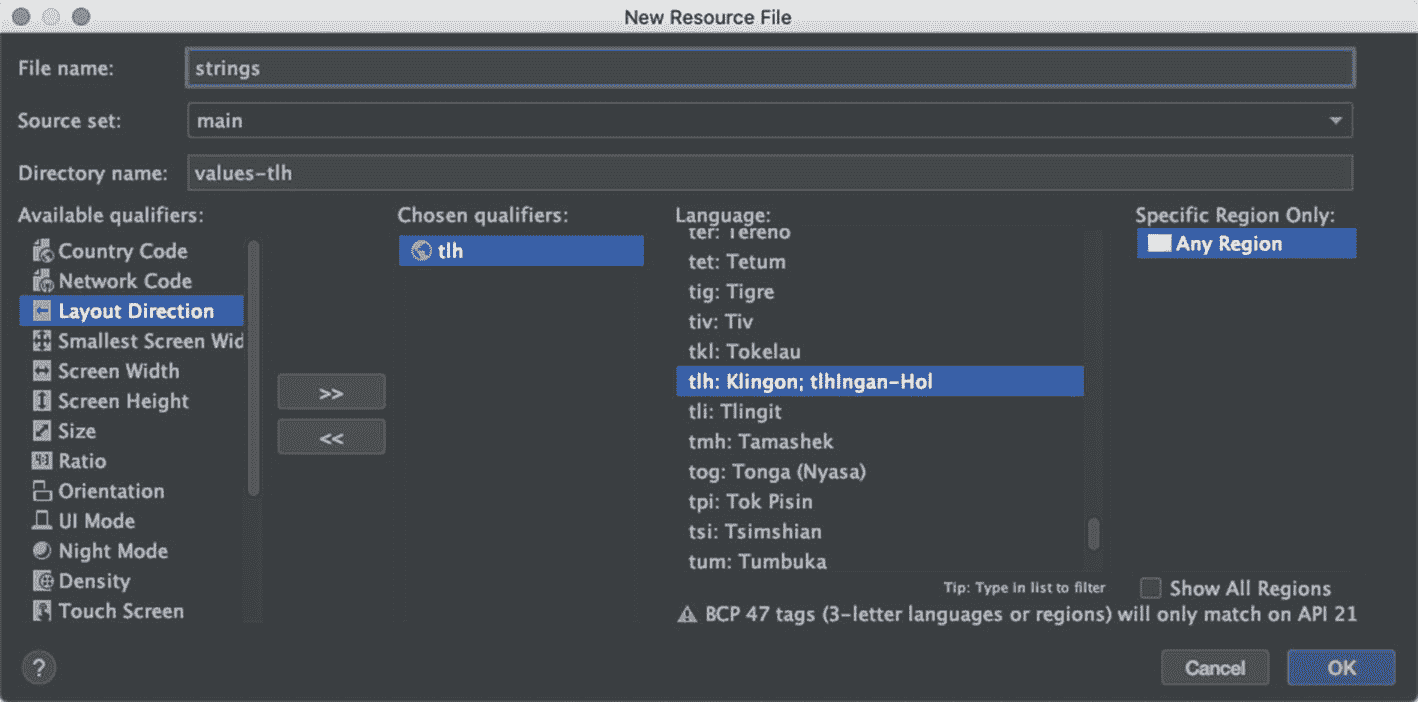 New Resource File
File name:
strings
Source set:
main
Directory name:
values-tlh
Available qualifiers:
Country Code
Network Code
Layout Direction
Smallest Screen Wid
Screen Width
Screen Height
Size
Ratio
Orientation
UI Mode
Night Mode
Density
Touch Screen
>>
<<
Chosen qualifiers:
tlh
Language:
ter: Tereno
tet: Tetum
tig: Tigre
tiv: Tiv
tkl: Tokelau
tlh: Klingon; tlhIngan-Hol
tli: Tlingit
tmh: Tamashek
tog: Tonga (Nyasa)
tpi: Tok Pisin
tsi: Tsimshian
tum: Tumbuka
Tip: Type in list to filter
Specific Region Only:
Any Region
Show All Regions
BCP 47 tags (3-letter languages or regions) will only match on API 21
?
Cancel
OK